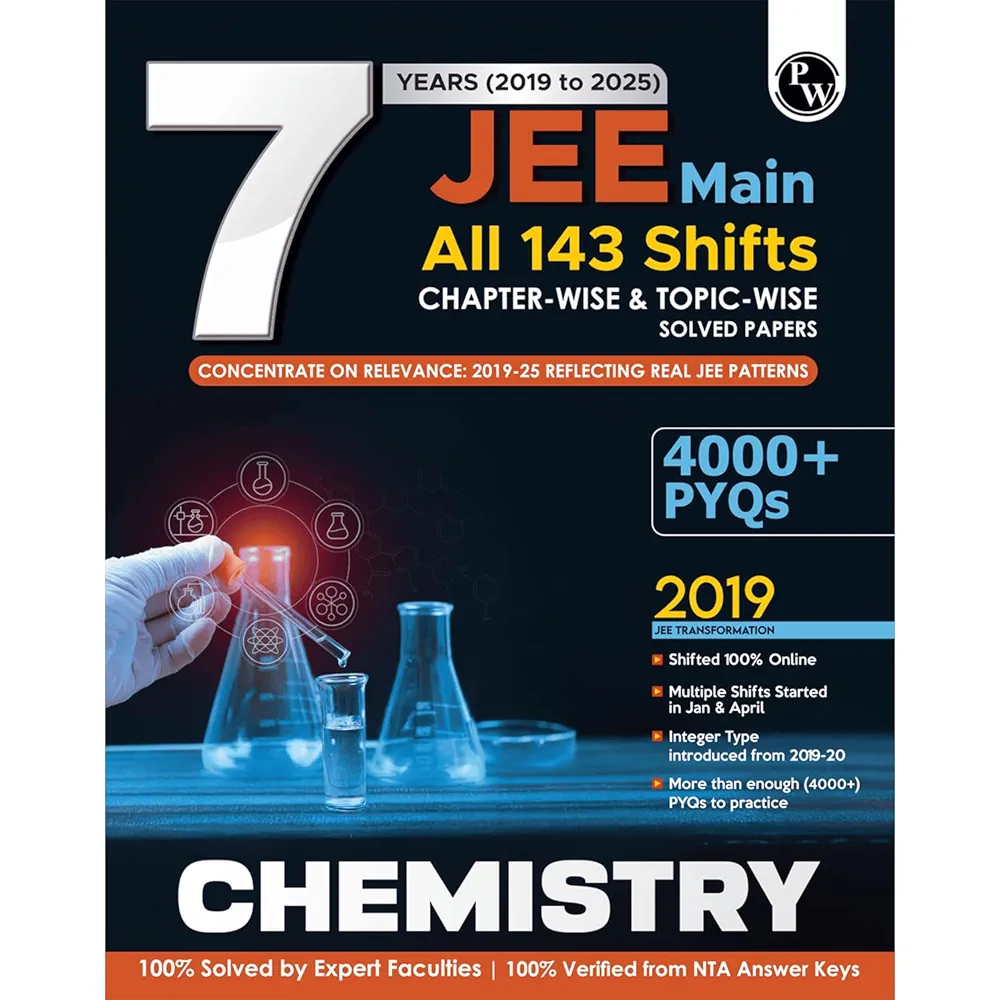 7
YEARS (2019 to 2025)
JEE Main
All 143 Shifts
CHAPTER-WISE & TOPIC-WISE
SOLVED PAPERS
CONCENTRATE ON RELEVANCE: 2019-25 REFLECTING REAL JEE PATTERNS
PW
4000+
PYQs
2019
JEE TRANSFORMATION
Shifted 100% Online
Multiple Shifts Started
in Jan & April
Integer Type
introduced from 2019-20
More than enough (4000+)
PYQs to practice
CHEMISTRY
100% Solved by Expert Faculties | 100% Verified from NTA Answer Keys